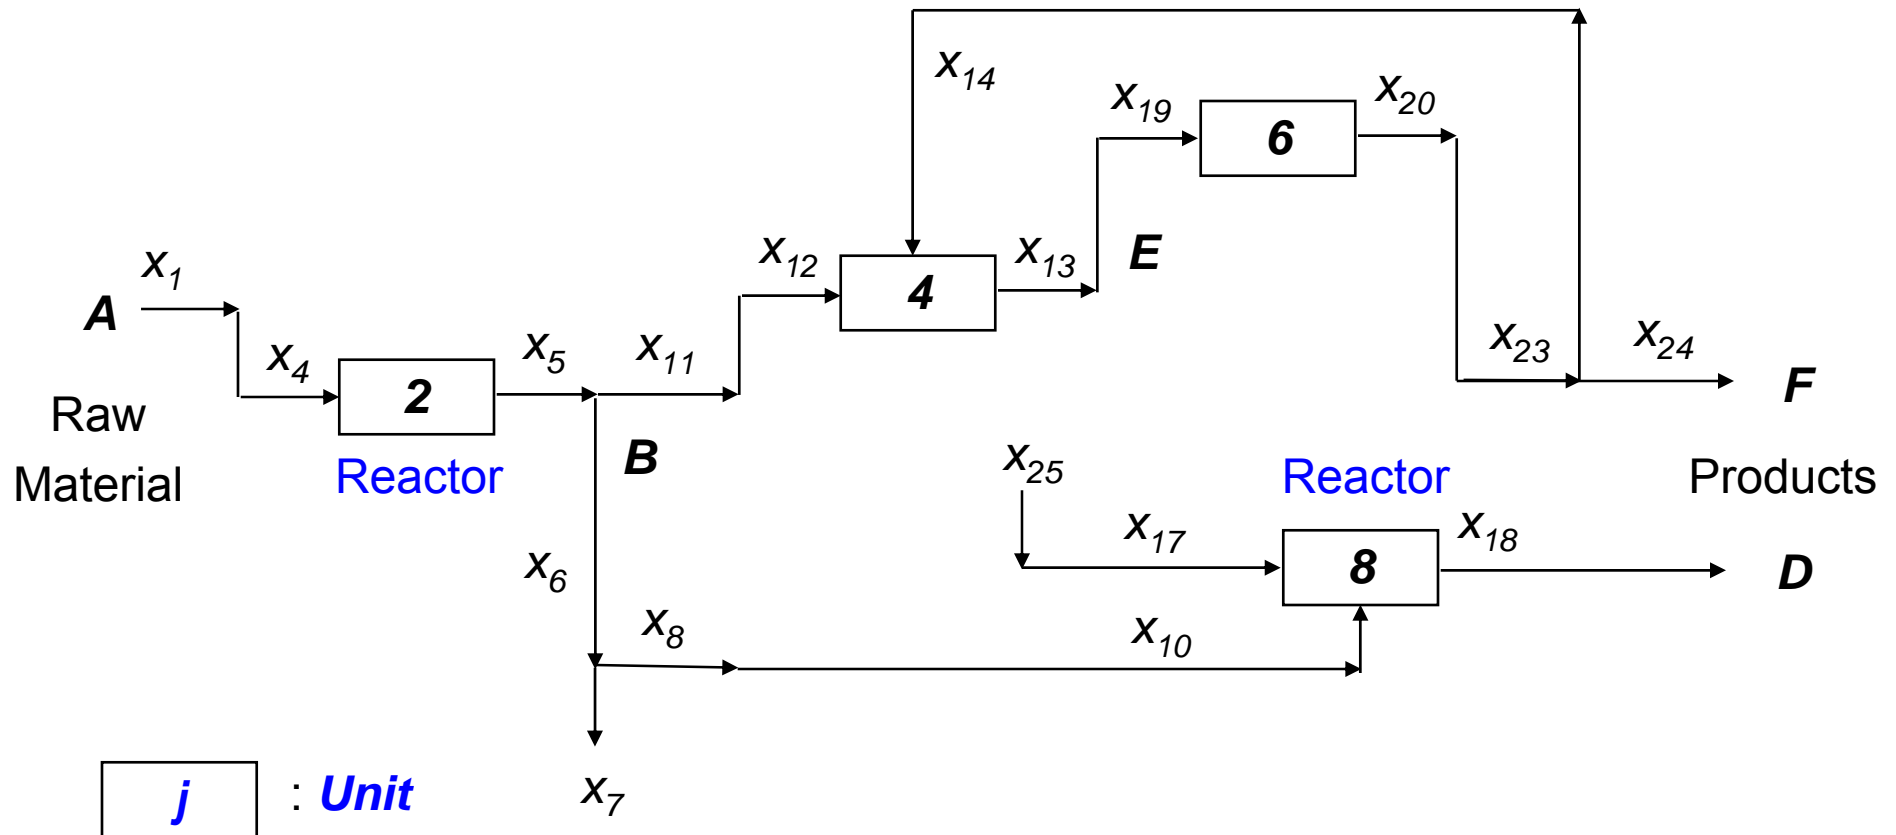 x14
x19
x20
6
x12
x13
E
x1
4
A
x23
x24
x4
x5
x11
2
F
Raw
Material
Reactor
B
x25
Reactor
Products
x17
x18
x6
8
D
x8
x10
j : Unit
x7